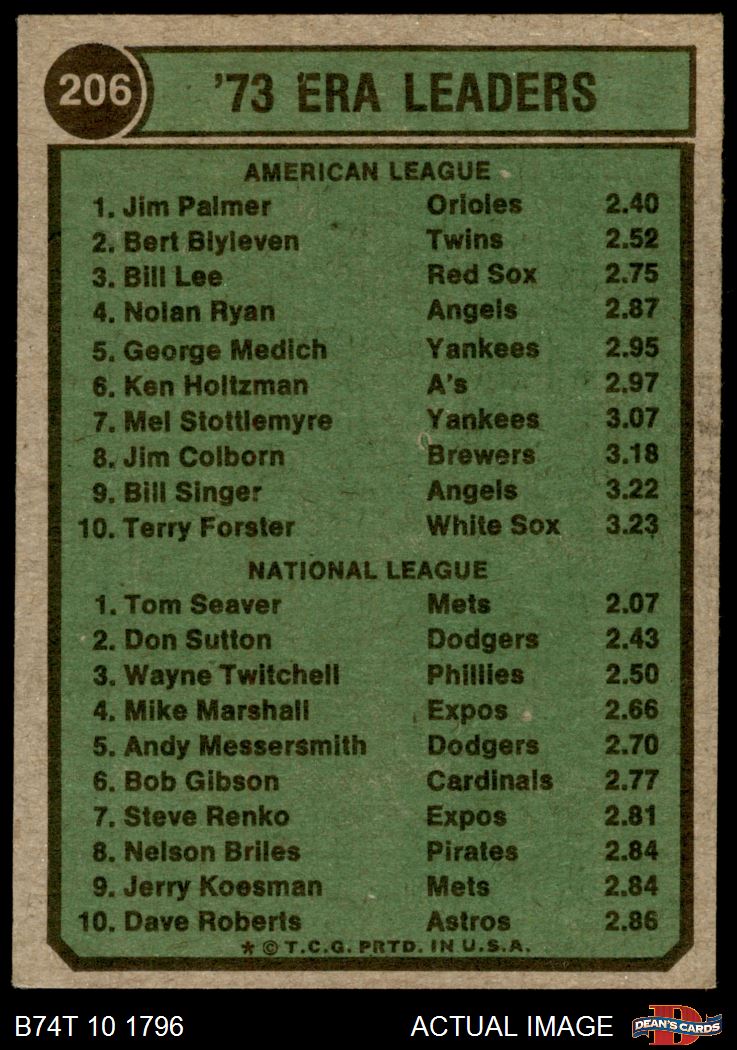 206
'73 ERA LEADERS
AMERICAN LEAGUE
1. Jim Palmer Orioles 2.40
2. Bert Blyleven Twins 2.52
3. Bill Lee Red Sox 2.75
4. Nolan Ryan Angels 2.87
5. George Medich Yankees 2.95
6. Ken Holtzman A's 2.97
7. Mel Stottlemyre Yankees 3.07
8. Jim Colborn Brewers 3.18
9. Bill Singer Angels 3.22
10. Terry Forster White Sox 3.23
NATIONAL LEAGUE
1. Tom Seaver Mets 2.07
2. Don Sutton Dodgers 2.43
3. Wayne Twitchell Phillies 2.50
4. Mike Marshall Expos 2.66
5. Andy Messersmith Dodgers 2.70
6. Bob Gibson Cardinals 2.77
7. Steve Renko Expos 2.81
8. Nelson Briles Pirates 2.84
9. Jerry Koesman Mets 2.84
10. Dave Roberts Astros 2.86
* © T.C.G. PRTD. IN U.S.A.
B74T 10 1796 ACTUAL IMAGE D DEAN'S CARDS